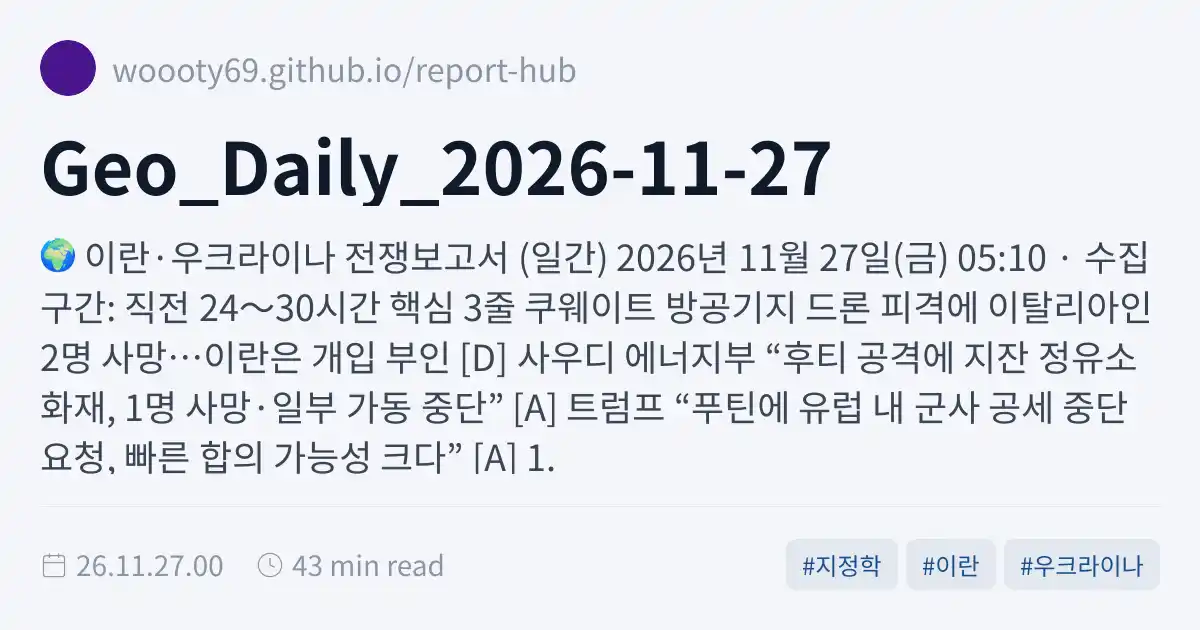 woooty69.github.io/report-hub
Geo_Daily_2026-11-27
🌍 이란·우크라이나 전쟁보고서 (일간) 2026년 11월 27일(금) 05:10 · 수집
구간: 직전 24~30시간 핵심 3줄 쿠웨이트 방공기지 드론 피격에 이탈리아인
2명 사망…이란은 개입 부인 [D] 사우디 에너지부 “후티 공격에 지잔 정유소
화재, 1명 사망·일부 가동 중단” [A] 트럼프 “푸틴에 유럽 내 군사 공세 중단
요청, 빠른 합의 가능성 크다” [A] 1.
26.11.27.00
43 min read
#지정학
#이란
#우크라이나